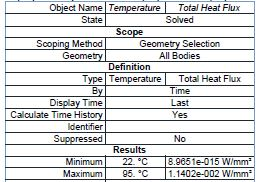 Object Name Temperature Total Heat Flux
State Solved
Scope
Scoping Method Geometry Selection
Geometry All Bodies
Definition
Type Temperature Total Heat Flux
By Time
Display Time Last
Calculate Time History Yes
Identifier
Suppressed No
Results
Minimum 22. °C 8.9651e-015 W/mm²
Maximum 95. °C 1.1402e-002 W/mm²